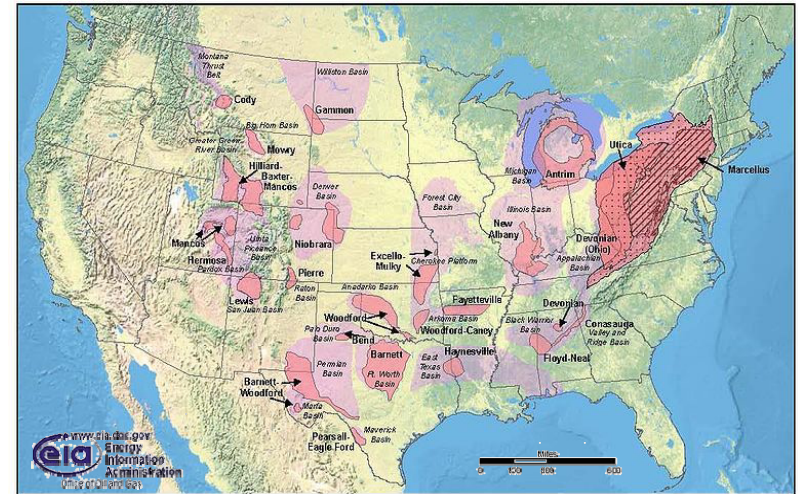 Montana
Thrust
Belt
Cody
Williston Basin
Gammon
Big Horn Basin
Greater Green
River Basin
Mowry
Hilliard-
Baxter-
Mancos
Denver
Basin
Niobrara
Mancos
Hermosa
Paradox Basin
Uinta
Piceance
Basin
Pierre
Raton
Basin
Lewis
San Juan Basin
Anadarko Basin
Woodford
Palo Duro
Basin
Bend
Permian
Basin
Barnett
Ft. Worth
Basin
Barnett-
Woodford
Marfa
Basin
Pearsall-
Eagle Ford
Maverick
Basin
East
Texas
Basin
Haynesville
Forest City
Basin
Excello-
Mulky
Cherokee Platform
Fayetteville
Arkoma Basin
Woodford-Caney
Michigan
Basin
Antrim
Illinois Basin
New
Albany
Utica
Marcellus
Devonian
(Ohio)
Appalachian
Basin
Devonian
Black Warrior
Basin
Conasauga
Valley and
Ridge Basin
Floyd-Neal
www.eia.doe.gov
eia
Energy
Information
Administration
Miles
0
600